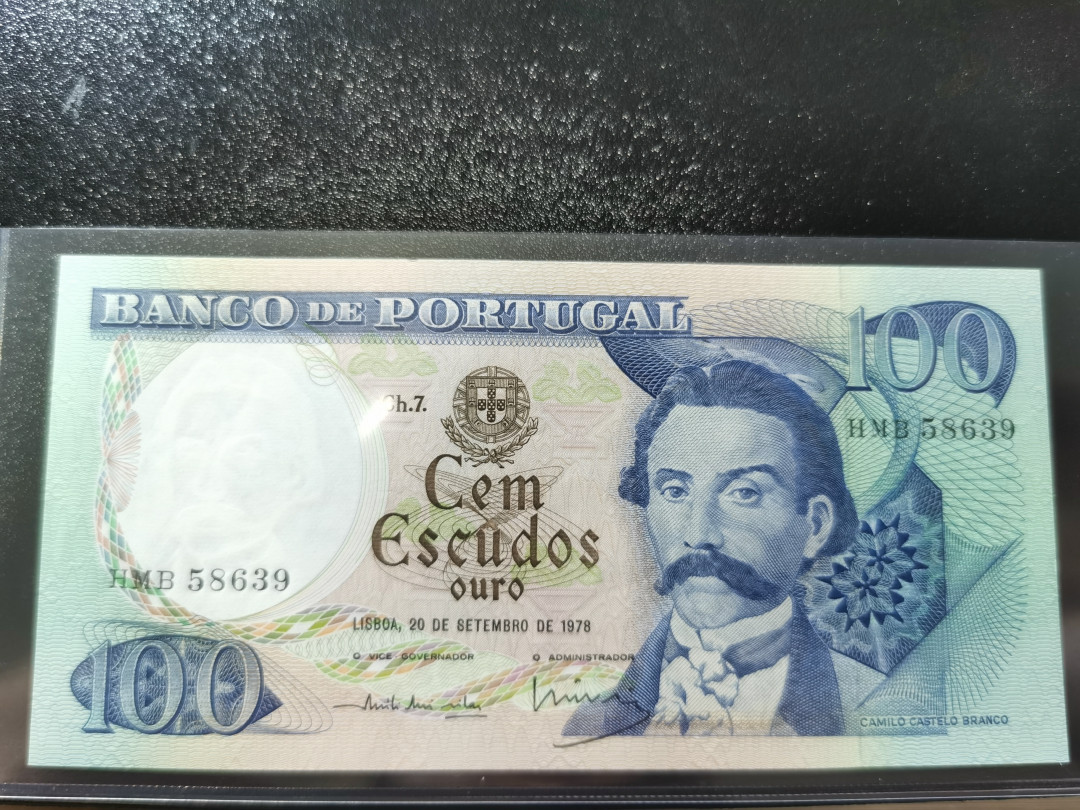 BANCO DE PORTUGAL
100
Ch.7.
HMB 58639
Cem
Escudos
ouro
HMB 58639
LISBOA, 20 DE SETEMBRO DE 1978
O VICE-GOVERNADOR
O ADMINISTRADOR
100
CAMILO CASTELO BRANCO